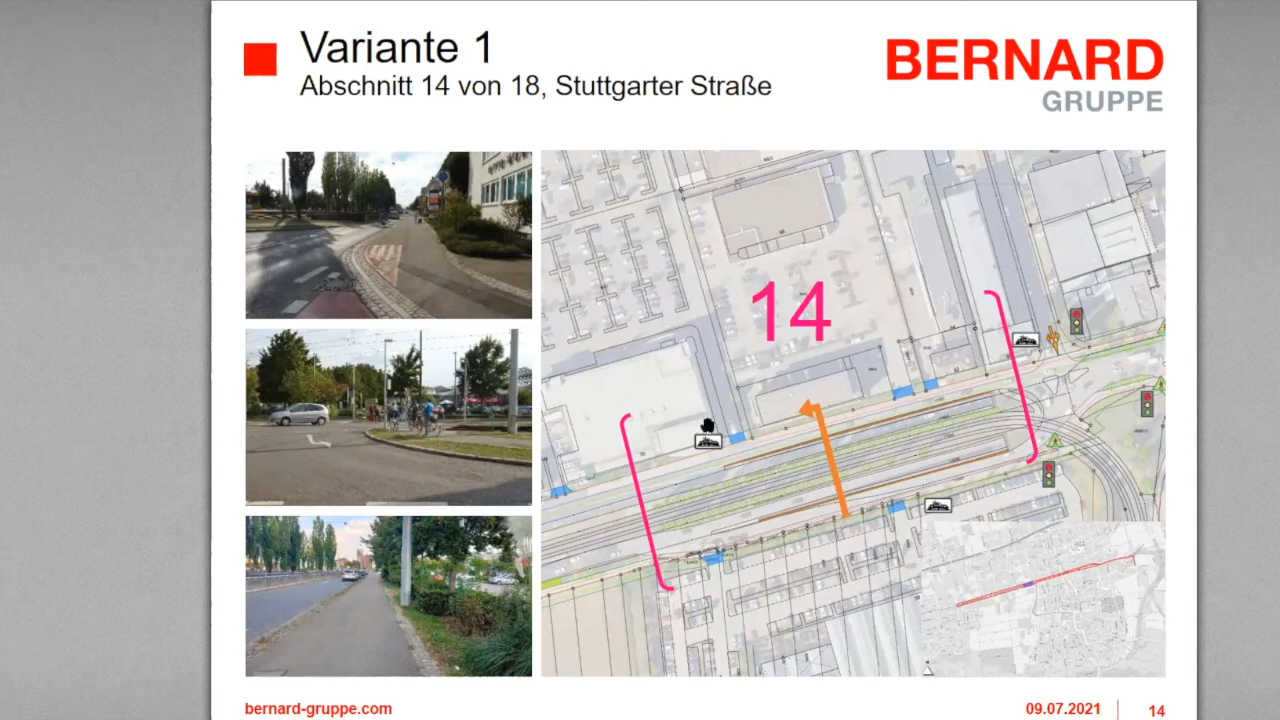 Variante 1
Abschnitt 14 von 18, Stuttgarter Straße
BERNARD
GRUPPE
14
bernard-gruppe.com
09.07.2021
14